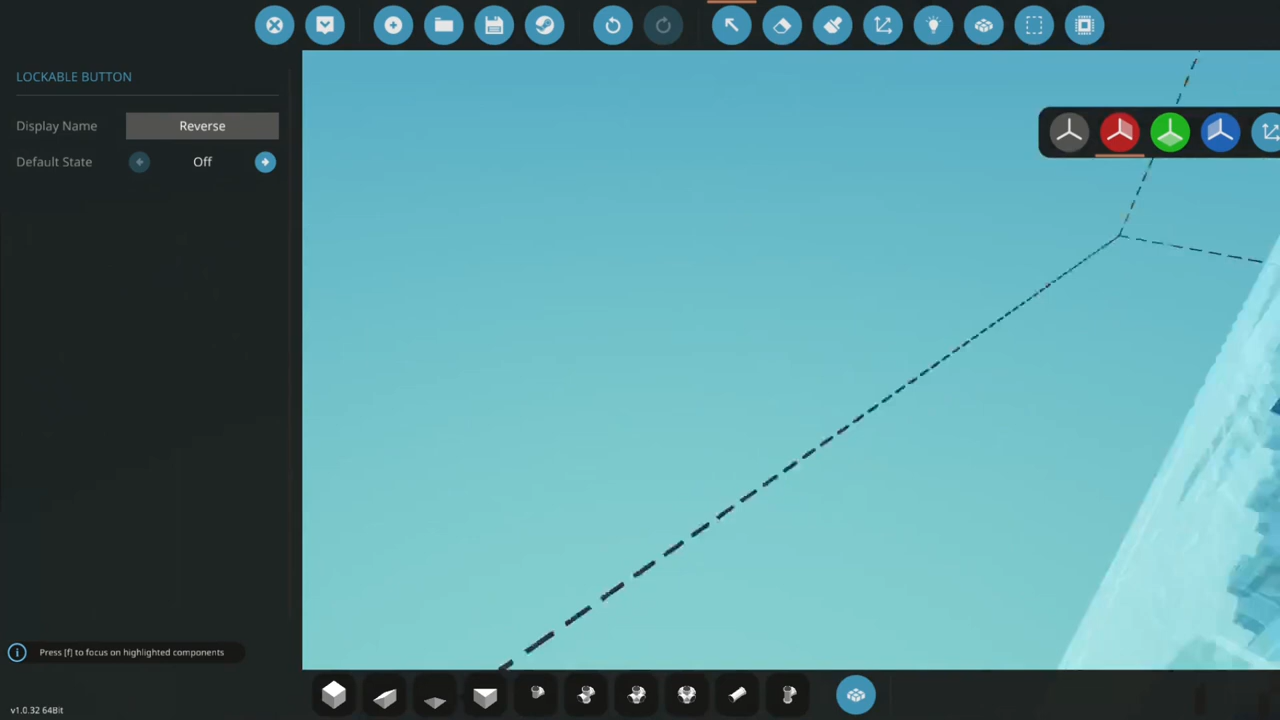 LOCKABLE BUTTON
Display Name Reverse
Default State Off
Press [f] to focus on highlighted components
v1.0.32 64Bit